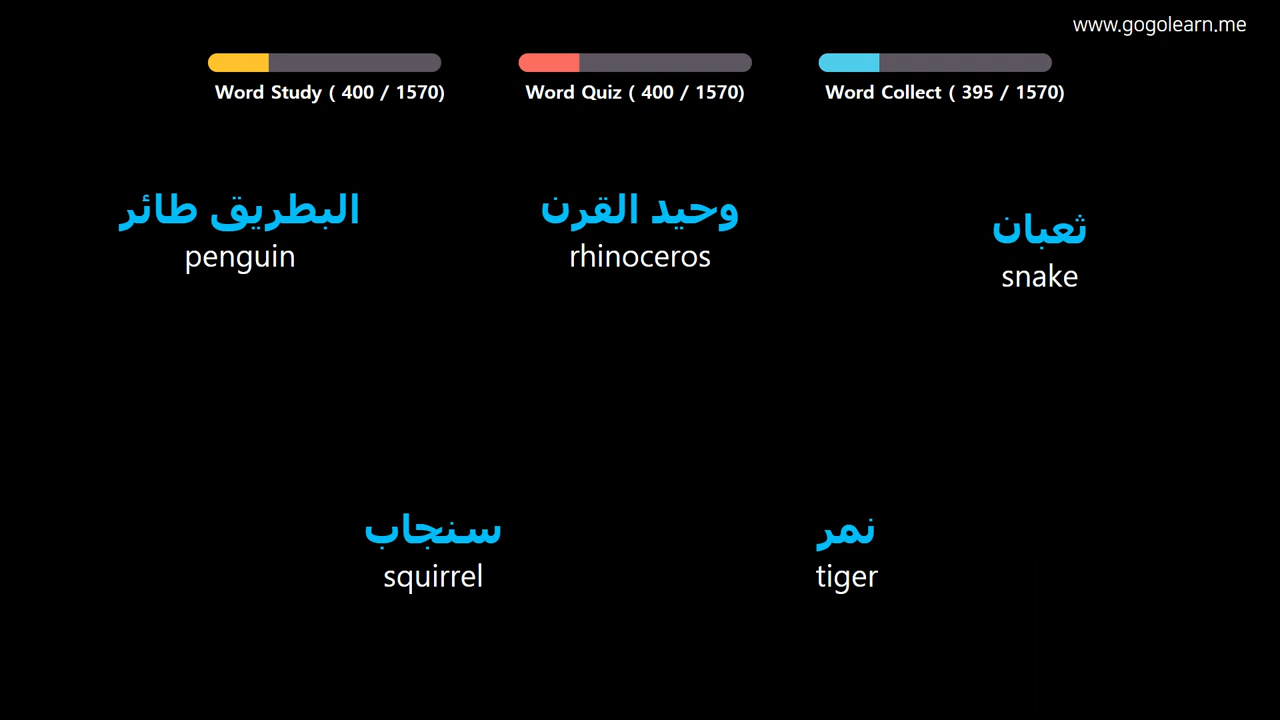 www.gogolearn.me
Word Study ( 400 / 1570)
Word Quiz ( 400 / 1570)
Word Collect ( 395 / 1570)
البطريق طائر
penguin
وحيد القرن
rhinoceros
ثعبان
snake
سنجاب
squirrel
نمر
tiger